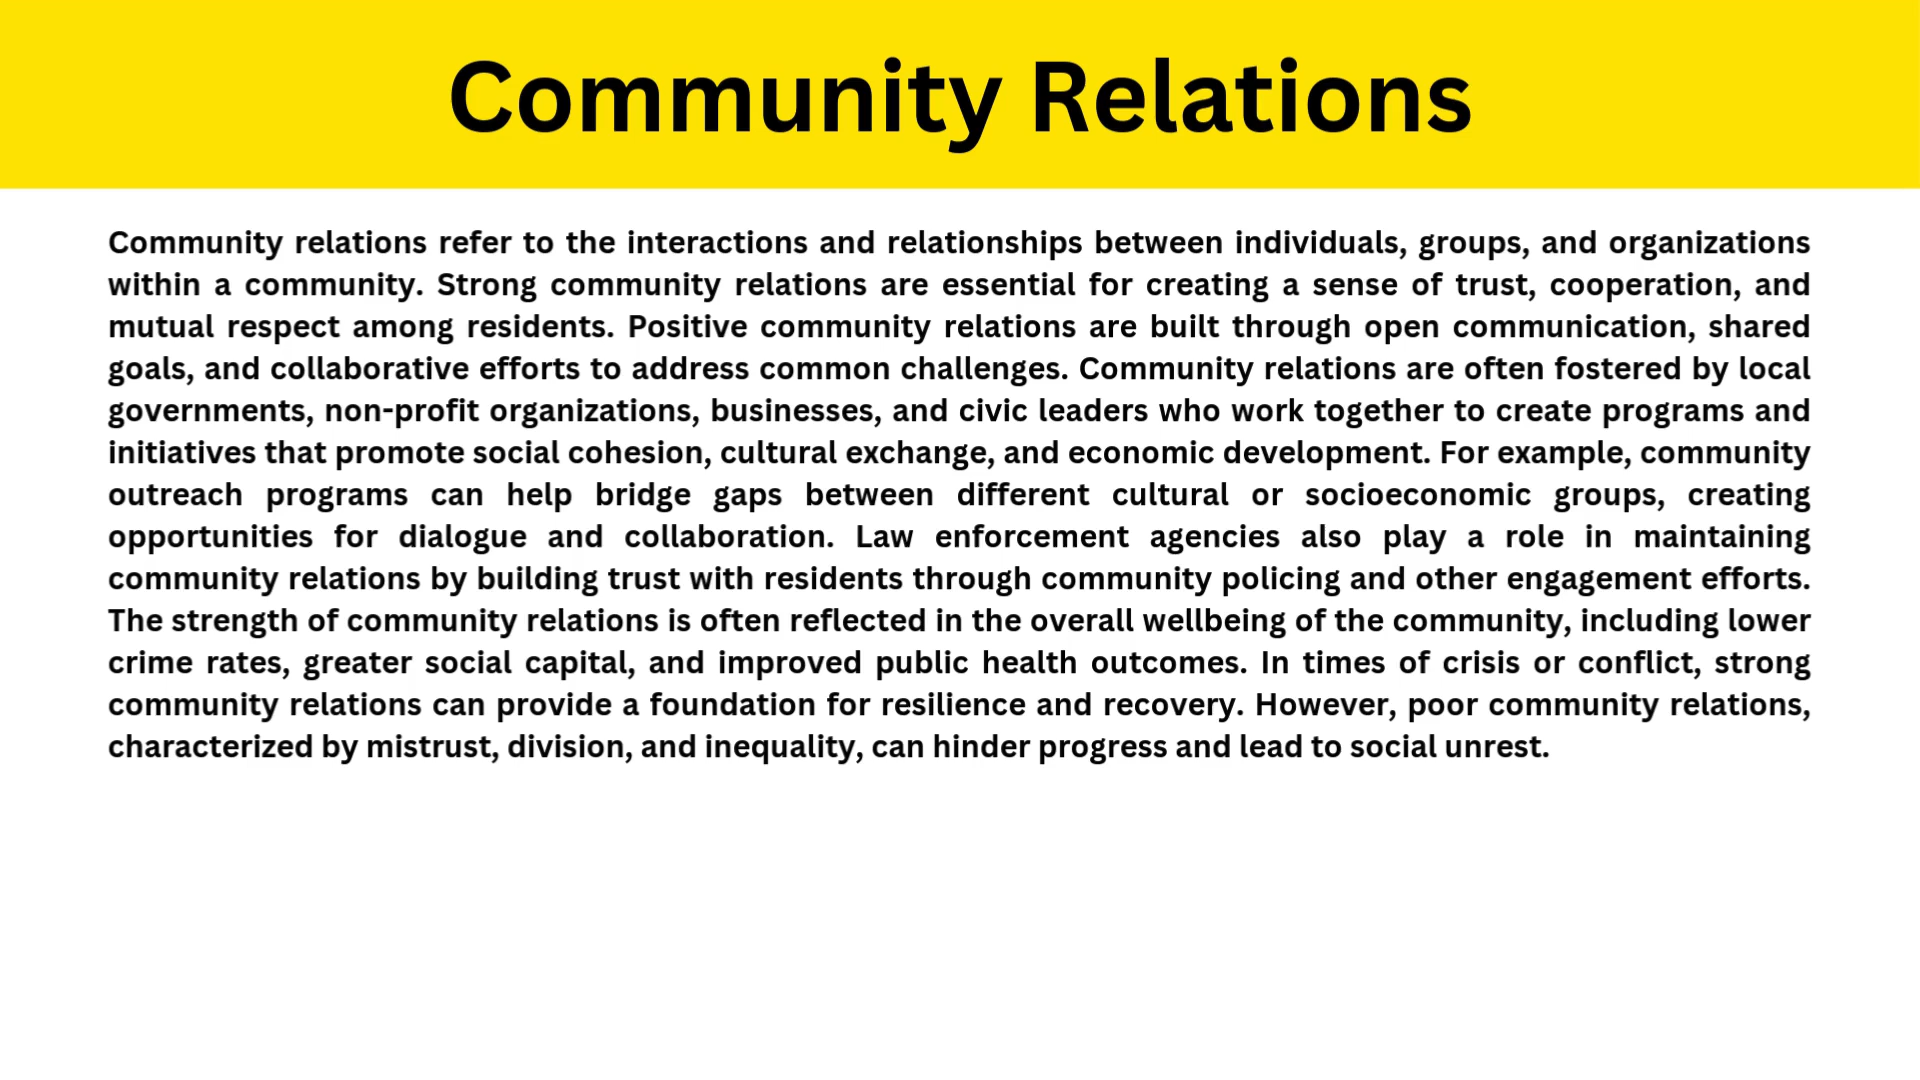 Community Relations
Community relations refer to the interactions and relationships between individuals, groups, and organizations
within a community. Strong community relations are essential for creating a sense of trust, cooperation, and
mutual respect among residents. Positive community relations are built through open communication, shared
goals, and collaborative efforts to address common challenges. Community relations are often fostered by local
governments, non-profit organizations, businesses, and civic leaders who work together to create programs and
initiatives that promote social cohesion, cultural exchange, and economic development. For example, community
outreach programs can help bridge gaps between different cultural or socioeconomic groups, creating
opportunities for dialogue and collaboration. Law enforcement agencies also play a role in maintaining
community relations by building trust with residents through community policing and other engagement efforts.
The strength of community relations is often reflected in the overall wellbeing of the community, including lower
crime rates, greater social capital, and improved public health outcomes. In times of crisis or conflict, strong
community relations can provide a foundation for resilience and recovery. However, poor community relations,
characterized by mistrust, division, and inequality, can hinder progress and lead to social unrest.